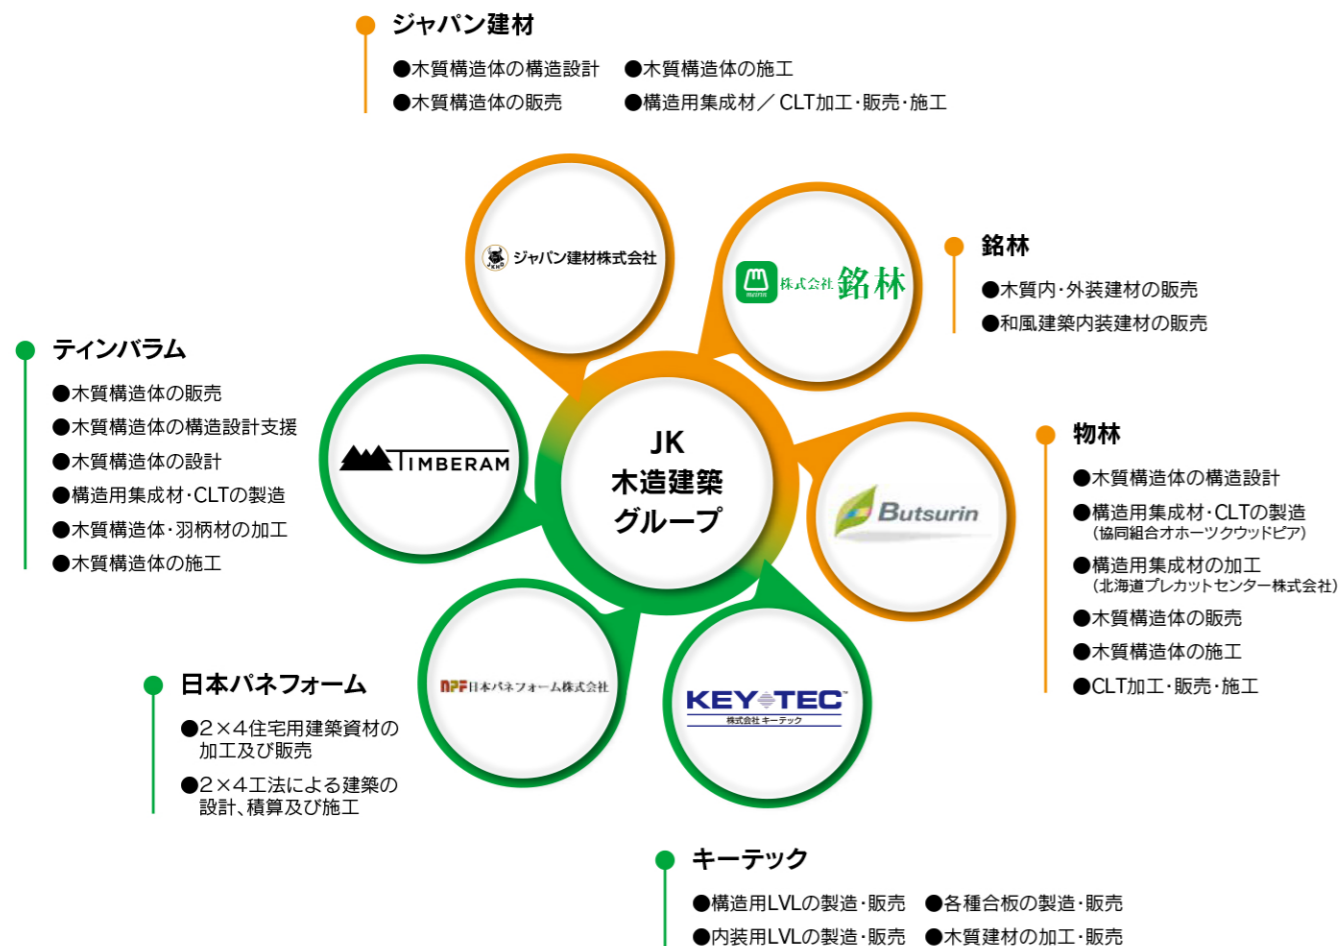 ジャパン建材
●木質構造体の構造設計 ●木質構造体の施工
●木質構造体の販売 ●構造用集成材／CLT加工・販売・施工
ジャパン建材株式会社
株式会社 銘林
meirin
銘林
●木質内・外装建材の販売
●和風建築内装建材の販売
ティンバラム
●木質構造体の販売
●木質構造体の構造設計支援
●木質構造体の設計
●構造用集成材・CLTの製造
●木質構造体・羽柄材の加工
●木質構造体の施工
TIMBERAM
JK
木造建築
グループ
Butsurin
物林
●木質構造体の構造設計
●構造用集成材・CLTの製造
（協同組合オホーツクウッドピア）
●構造用集成材の加工
（北海道プレカットセンター株式会社）
●木質構造体の販売
●木質構造体の施工
●CLT加工・販売・施工
日本パネフォーム
●2×4住宅用建築資材の
加工及び販売
●2×4工法による建築の
設計、積算及び施工
NPF日本パネフォーム株式会社
KEY TEC™
株式会社 キーテック
キーテック
●構造用LVLの製造・販売 ●各種合板の製造・販売
●内装用LVLの製造・販売 ●木質建材の加工・販売